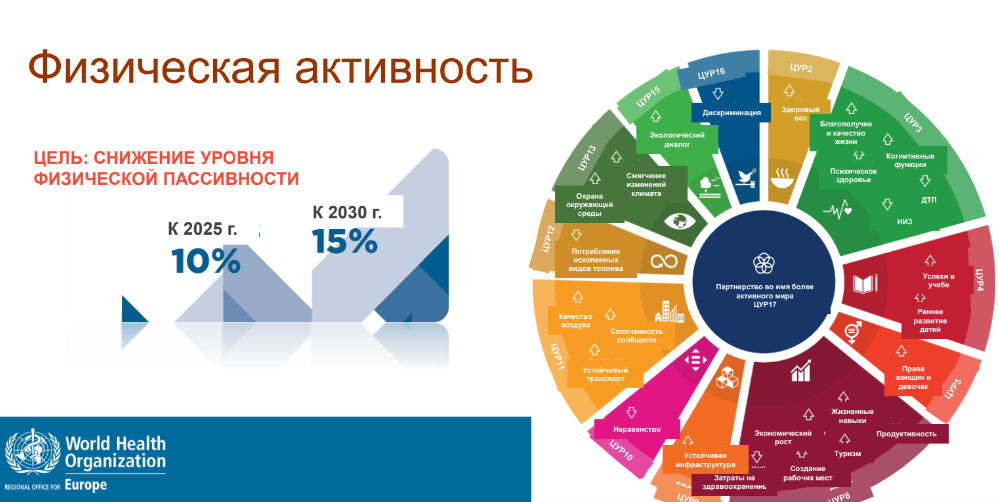 Физическая активность
ЦЕЛЬ: СНИЖЕНИЕ УРОВНЯ
ФИЗИЧЕСКОЙ ПАССИВНОСТИ
К 2025 г.
10%
К 2030 г.
15%
World Health
Organization
REGIONAL OFFICE FOR Europe
ЦУР16
Дискриминация
ЦУР2
Здоровый
вес
ЦУР3
Благополучие
и качество
жизни
Когнитивные
функции
Психическое
здоровье
ДТП
НИЗ
ЦУР4
Успехи в
учебе
Раннее
развитие
детей
ЦУР5
Права
женщин и
девочек
ЦУР8
Жизненные
навыки
Экономический
рост
Продуктивность
Туризм
Создание
рабочих мест
Затраты на
здравоохранение
Устойчивая
инфраструктура
ЦУР10
Неравенство
ЦУР11
Качество
воздуха
Сплоченность
сообществ
Устойчивый
транспорт
ЦУР12
Потребление
ископаемых
видов топлива
ЦУР13
Смягчение
изменений
климата
Охрана
окружающей
среды
ЦУР15
Экологический
диалог
Партнерство во имя более
активного мира
ЦУР17